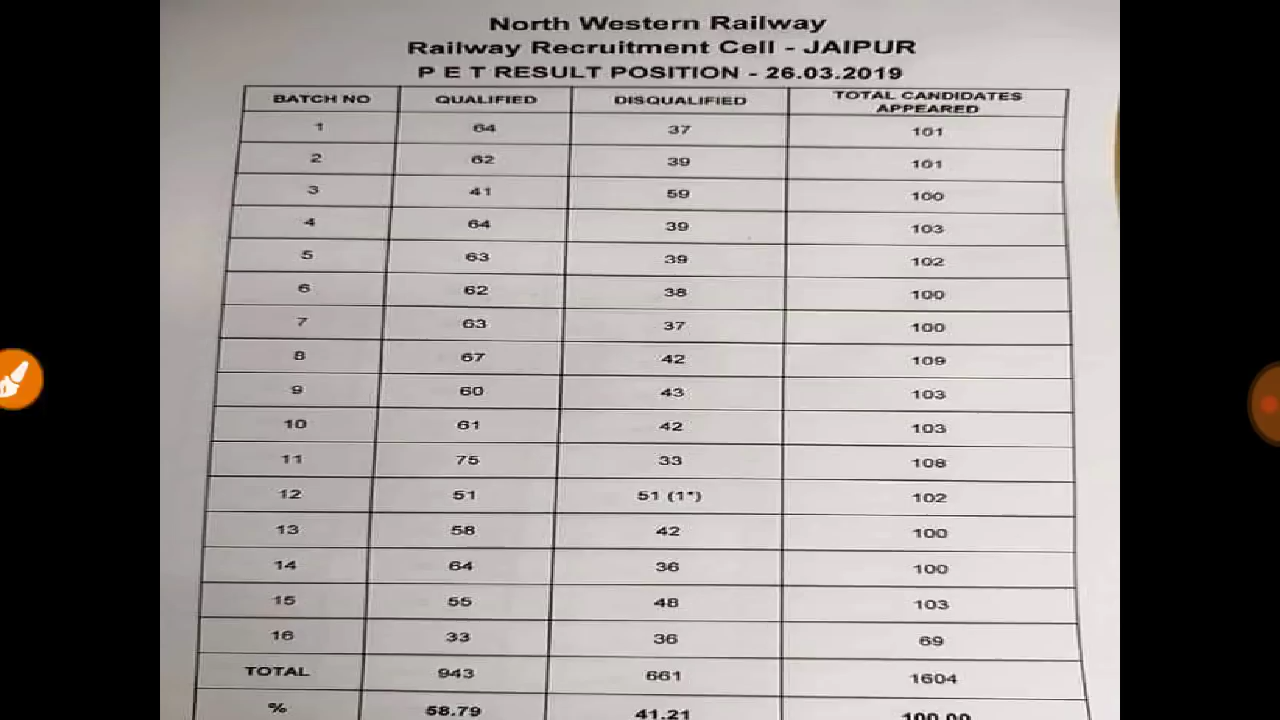 North Western Railway
Railway Recruitment Cell - JAIPUR
P E T RESULT POSITION - 26.03.2019
BATCH NO QUALIFIED DISQUALIFIED TOTAL CANDIDATES APPEARED
1 64 37 101
2 62 39 101
3 41 59 100
4 64 39 103
5 63 39 102
6 62 38 100
7 63 37 100
8 67 42 109
9 60 43 103
10 61 42 103
11 75 33 108
12 51 51 (1*) 102
13 58 42 100
14 64 36 100
15 55 48 103
16 33 36 69
TOTAL 943 661 1604
% 58.79 41.21 100.00